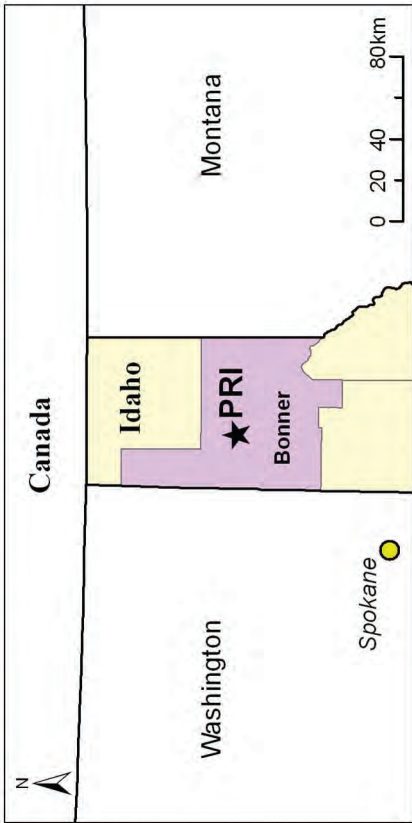 N
Canada
Washington
Idaho
Montana
PRI
Bonner
Spokane
0 20 40 80km